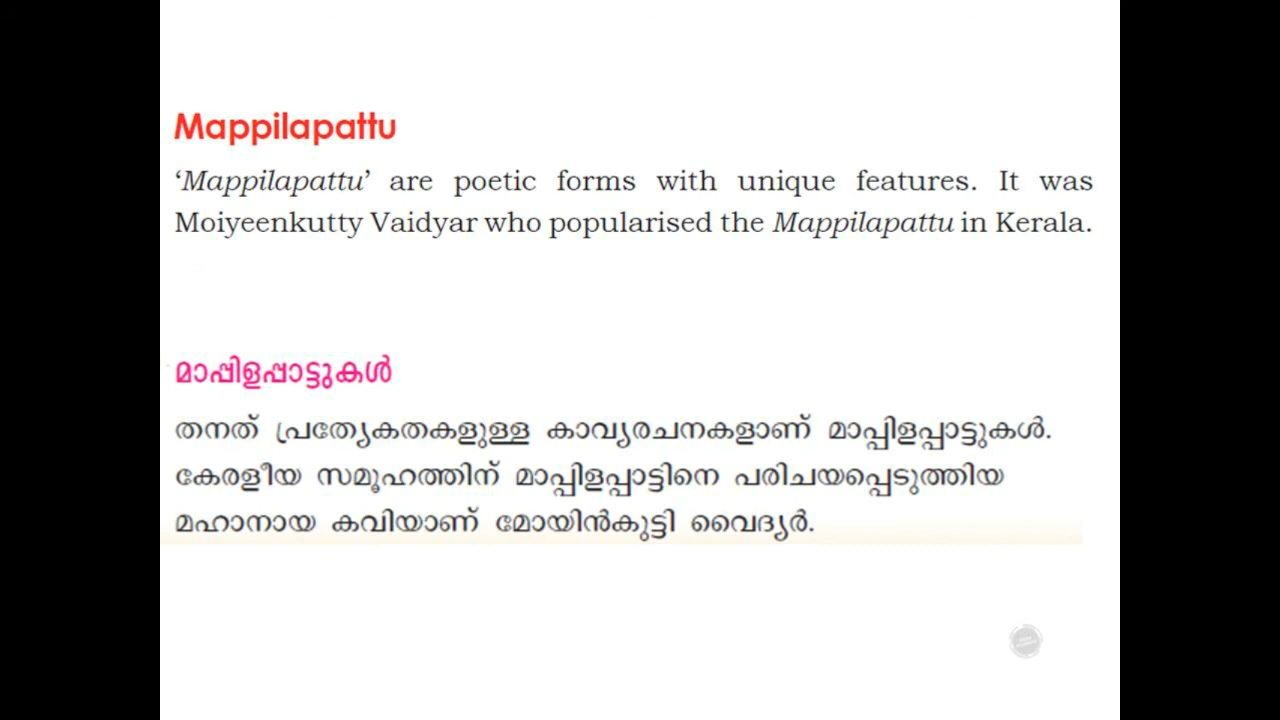 Mappilapattu
‘Mappilapattu’ are poetic forms with unique features. It was
Moiyeenkutty Vaidyar who popularised the Mappilapattu in Kerala.
മാപ്പിളപ്പാട്ടുകൾ
തനത് പ്രത്യേകതകളുള്ള കാവ്യരചനകളാണ് മാപ്പിളപ്പാട്ടുകൾ.
കേരളീയ സമൂഹത്തിന് മാപ്പിളപ്പാട്ടിനെ പരിചയപ്പെടുത്തിയ
മഹാനായ കവിയാണ് മോയിൻകുട്ടി വൈദ്യർ.